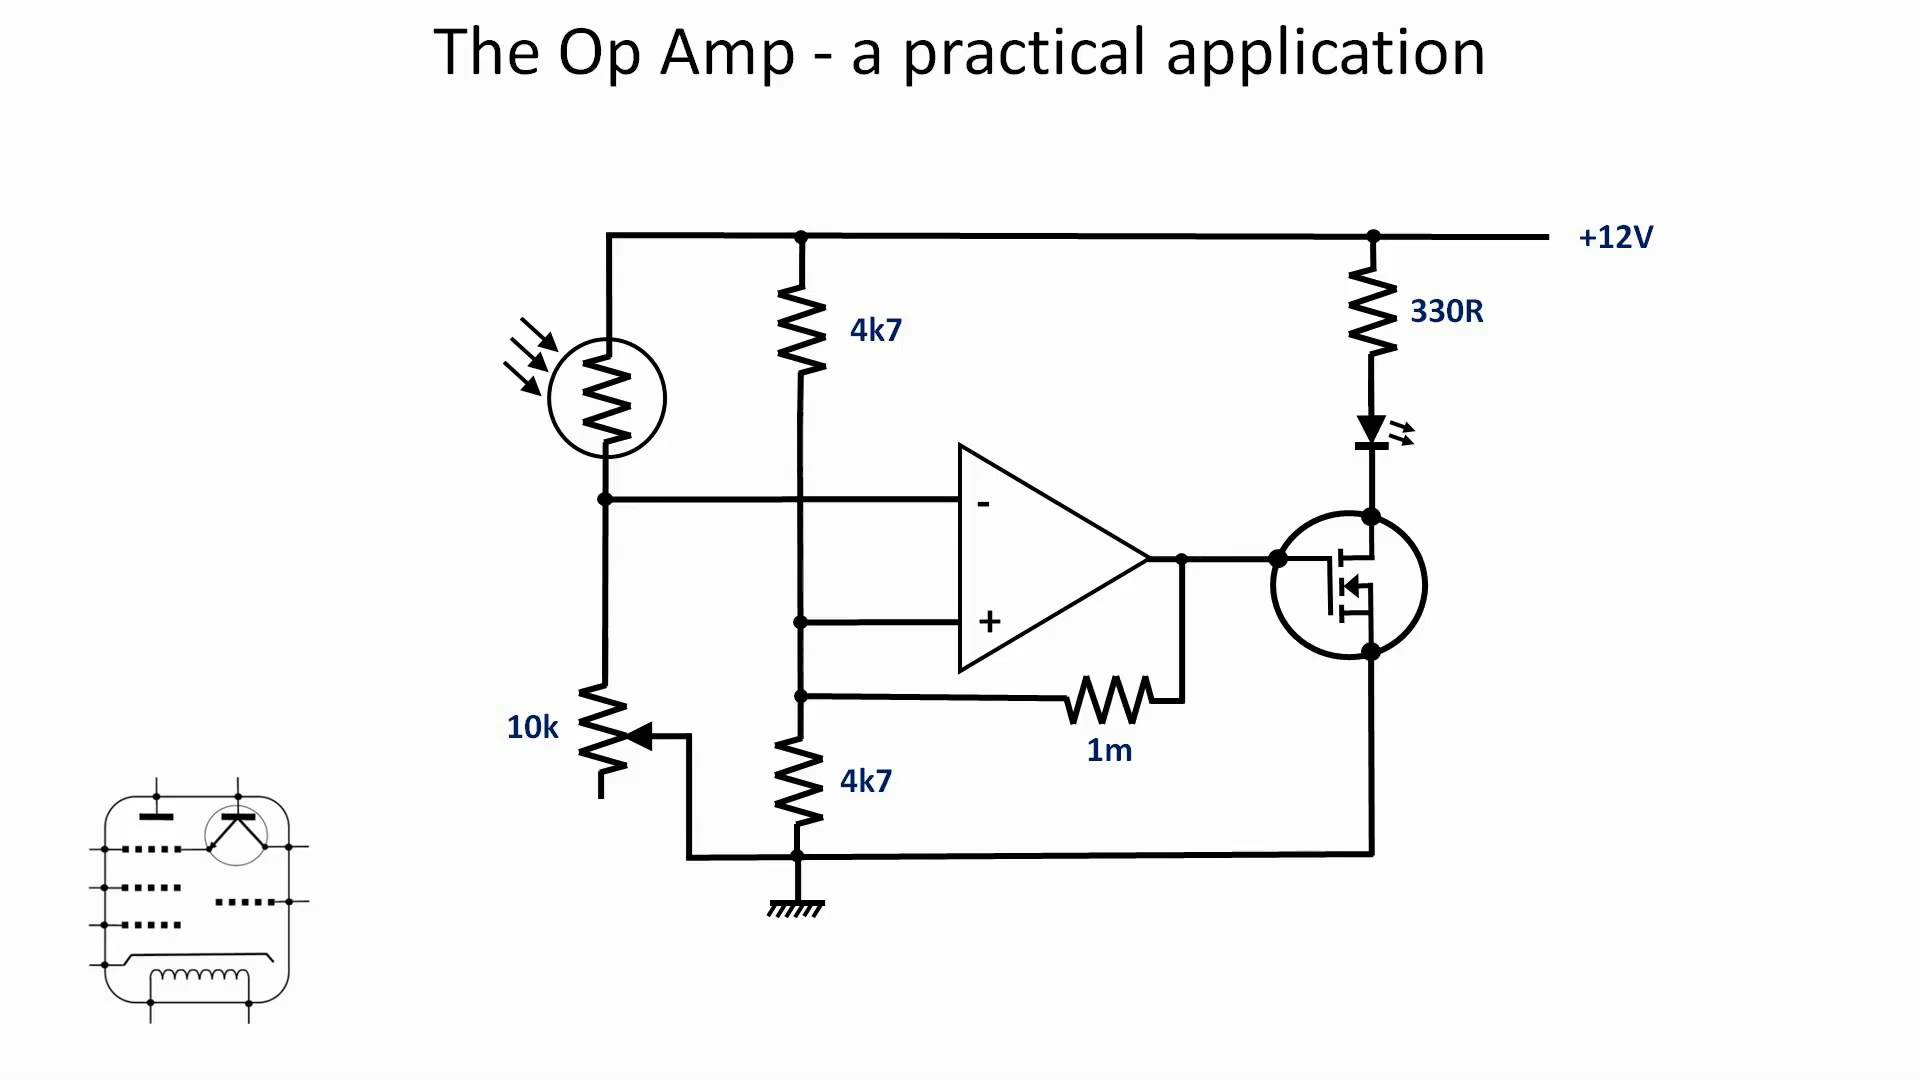 The Op Amp - a practical application
+12V
330R
4k7
-
+
10k
1m
4k7